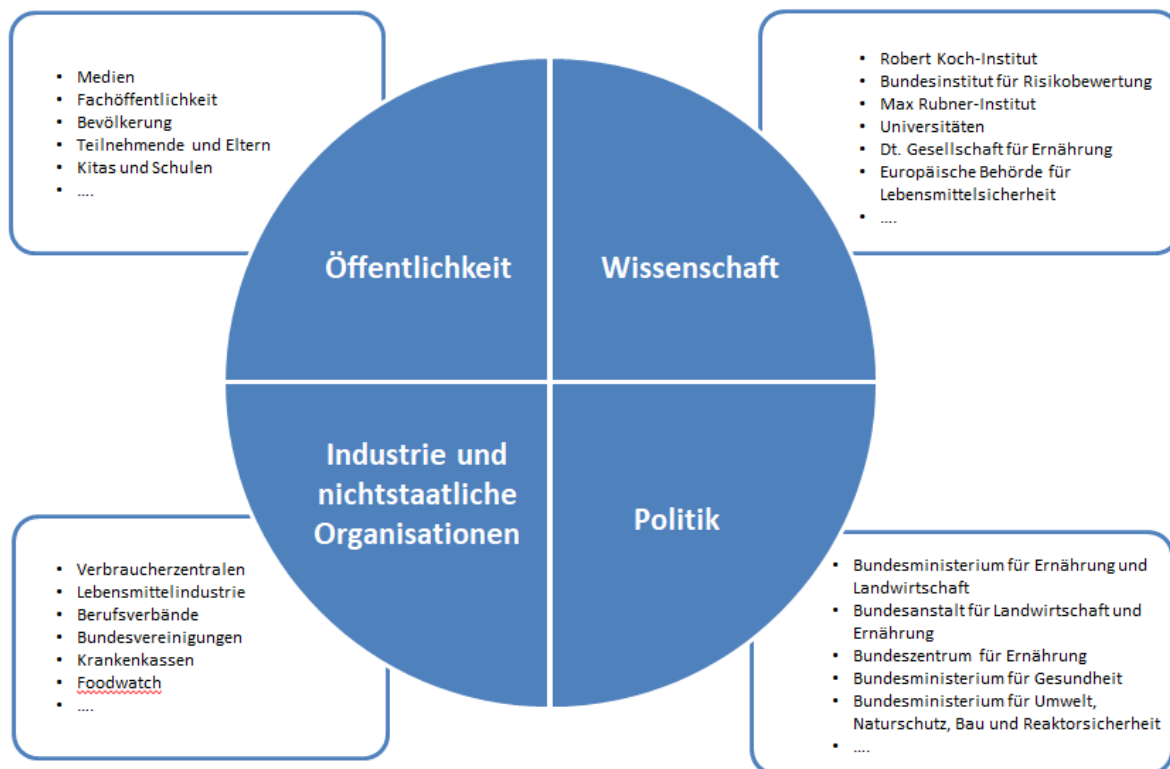 • Medien
• Fachöffentlichkeit
• Bevölkerung
• Teilnehmende und Eltern
• Kitas und Schulen
• ....
• Robert Koch-Institut
• Bundesinstitut für Risikobewertung
• Max Rubner-Institut
• Universitäten
• Dt. Gesellschaft für Ernährung
• Europäische Behörde für
Lebensmittelsicherheit
• ....
Öffentlichkeit
Wissenschaft
Industrie und
nichtstaatliche
Organisationen
Politik
• Verbraucherzentralen
• Lebensmittelindustrie
• Berufsverbände
• Bundesvereinigungen
• Krankenkassen
• Foodwatch
• ....
• Bundesministerium für Ernährung und
Landwirtschaft
• Bundesanstalt für Landwirtschaft und
Ernährung
• Bundeszentrum für Ernährung
• Bundesministerium für Gesundheit
• Bundesministerium für Umwelt,
Naturschutz, Bau und Reaktorsicherheit
• ....